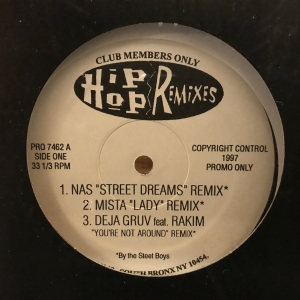 CLUB MEMBERS ONLY
HIP HOP REMIXES
PRO 7462 A
SIDE ONE
33 1/3 RPM
COPYRIGHT CONTROL
1997
PROMO ONLY
1. NAS "STREET DREAMS" REMIX*
2. MISTA "LADY" REMIX*
3. DEJA GRUV feat. RAKIM
"YOU'RE NOT AROUND" REMIX*
*By the Sleet Boys
SOUTH BRONX NY 10454.